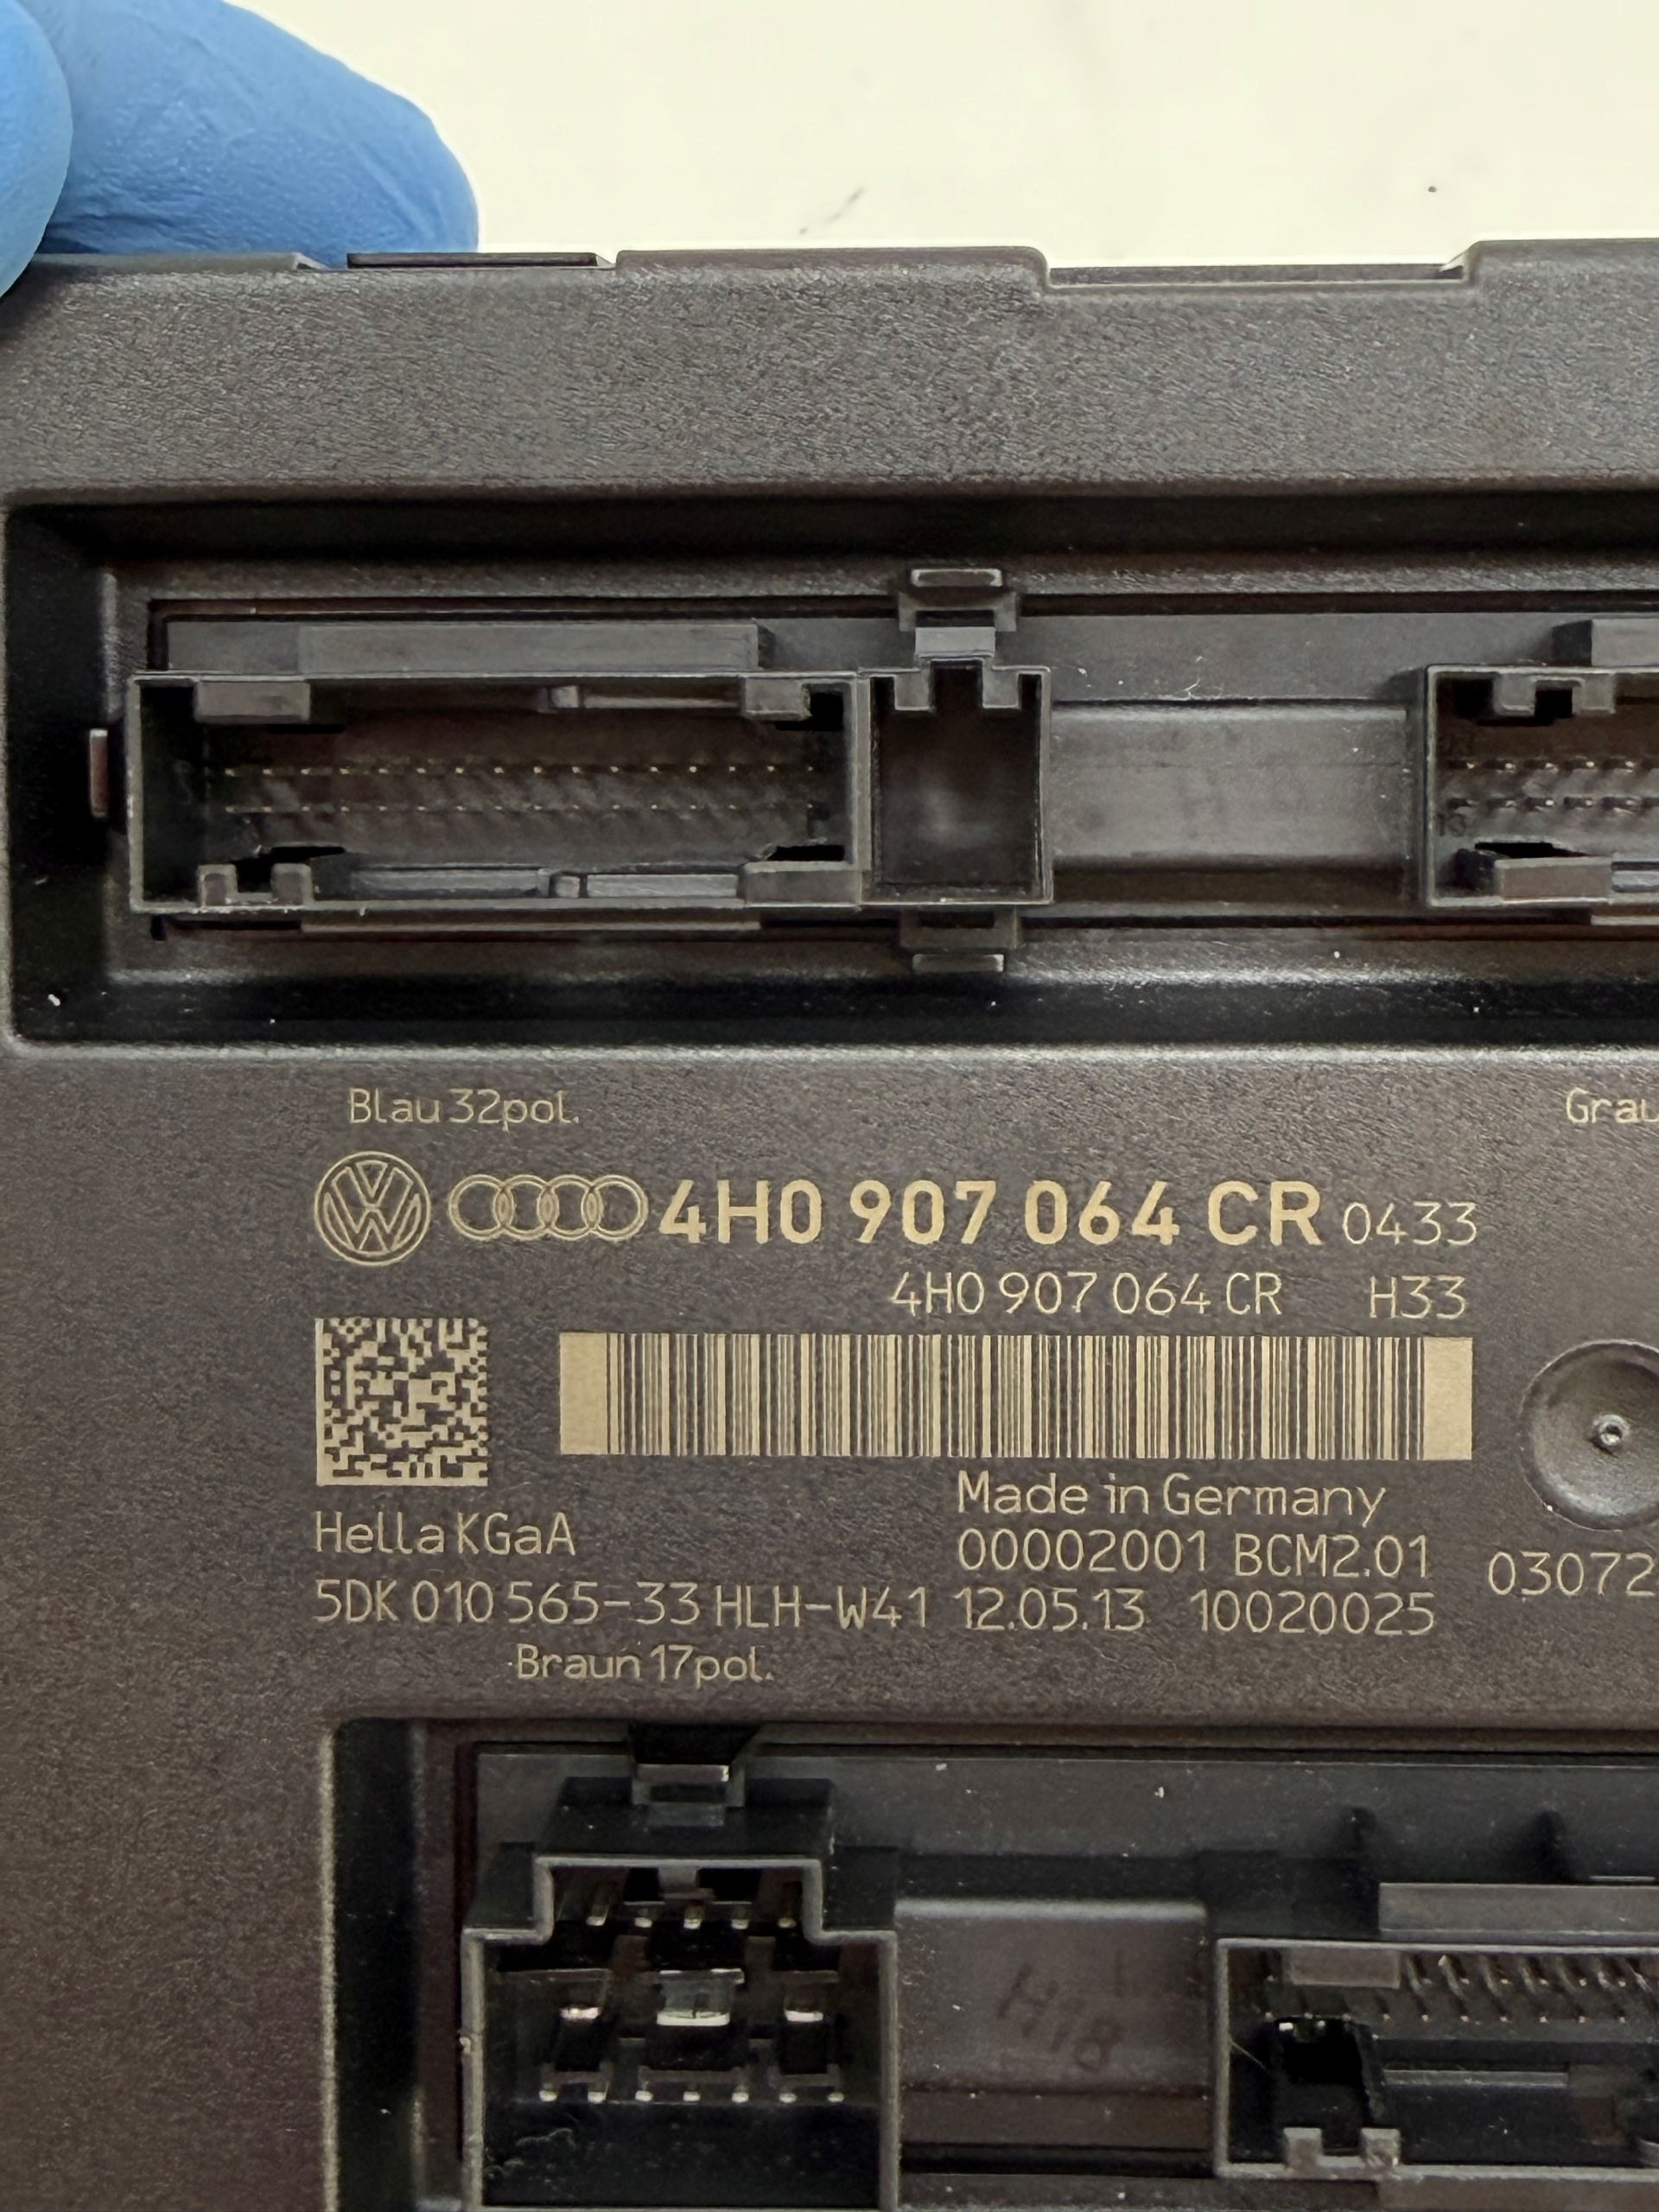 Blau 32pol.
Grau
4H0 907 064 CR 0433
4H0 907 064 CR H33
Made in Germany
Hella KGaA
00002001 BCM2.01
03072
5DK 010 565-33 HLH-W41 12.05.13 10020025
Braun 17pol.